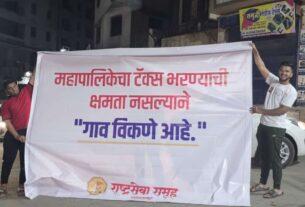 महापालिकेचा टॅक्स भरण्याची
क्षमता नसल्याने
"गाव विकणे आहे."
राष्ट्रसेवा समूह